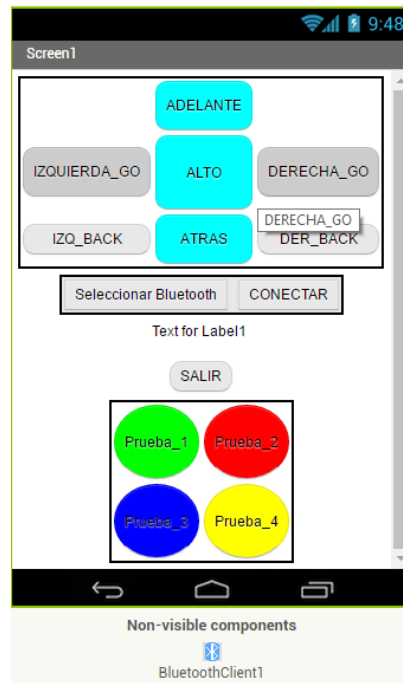 9:48
Screen1
ADELANTE
IZQUIERDA_GO ALTO DERECHA_GO
DERECHA_GO
IZQ_BACK ATRAS DER_BACK
Seleccionar Bluetooth CONECTAR
Text for Label1
SALIR
Prueba_1 Prueba_2
Prueba_3 Prueba_4
Non-visible components
BluetoothClient1